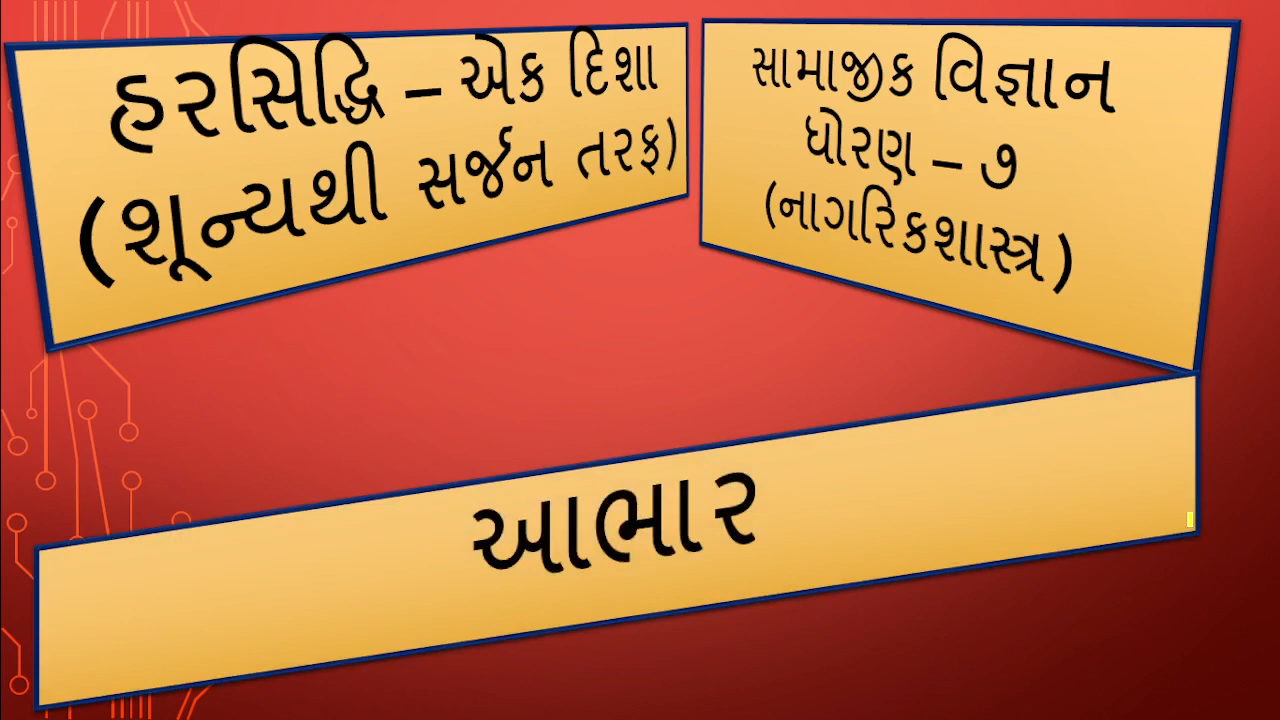 હરસિદ્ધિ – એક દિશા
(શૂન્યથી સર્જન તરફ)
સામાજીક વિજ્ઞાન
ધોરણ – ૭
(નાગરિકશાસ્ત્ર)
આભાર